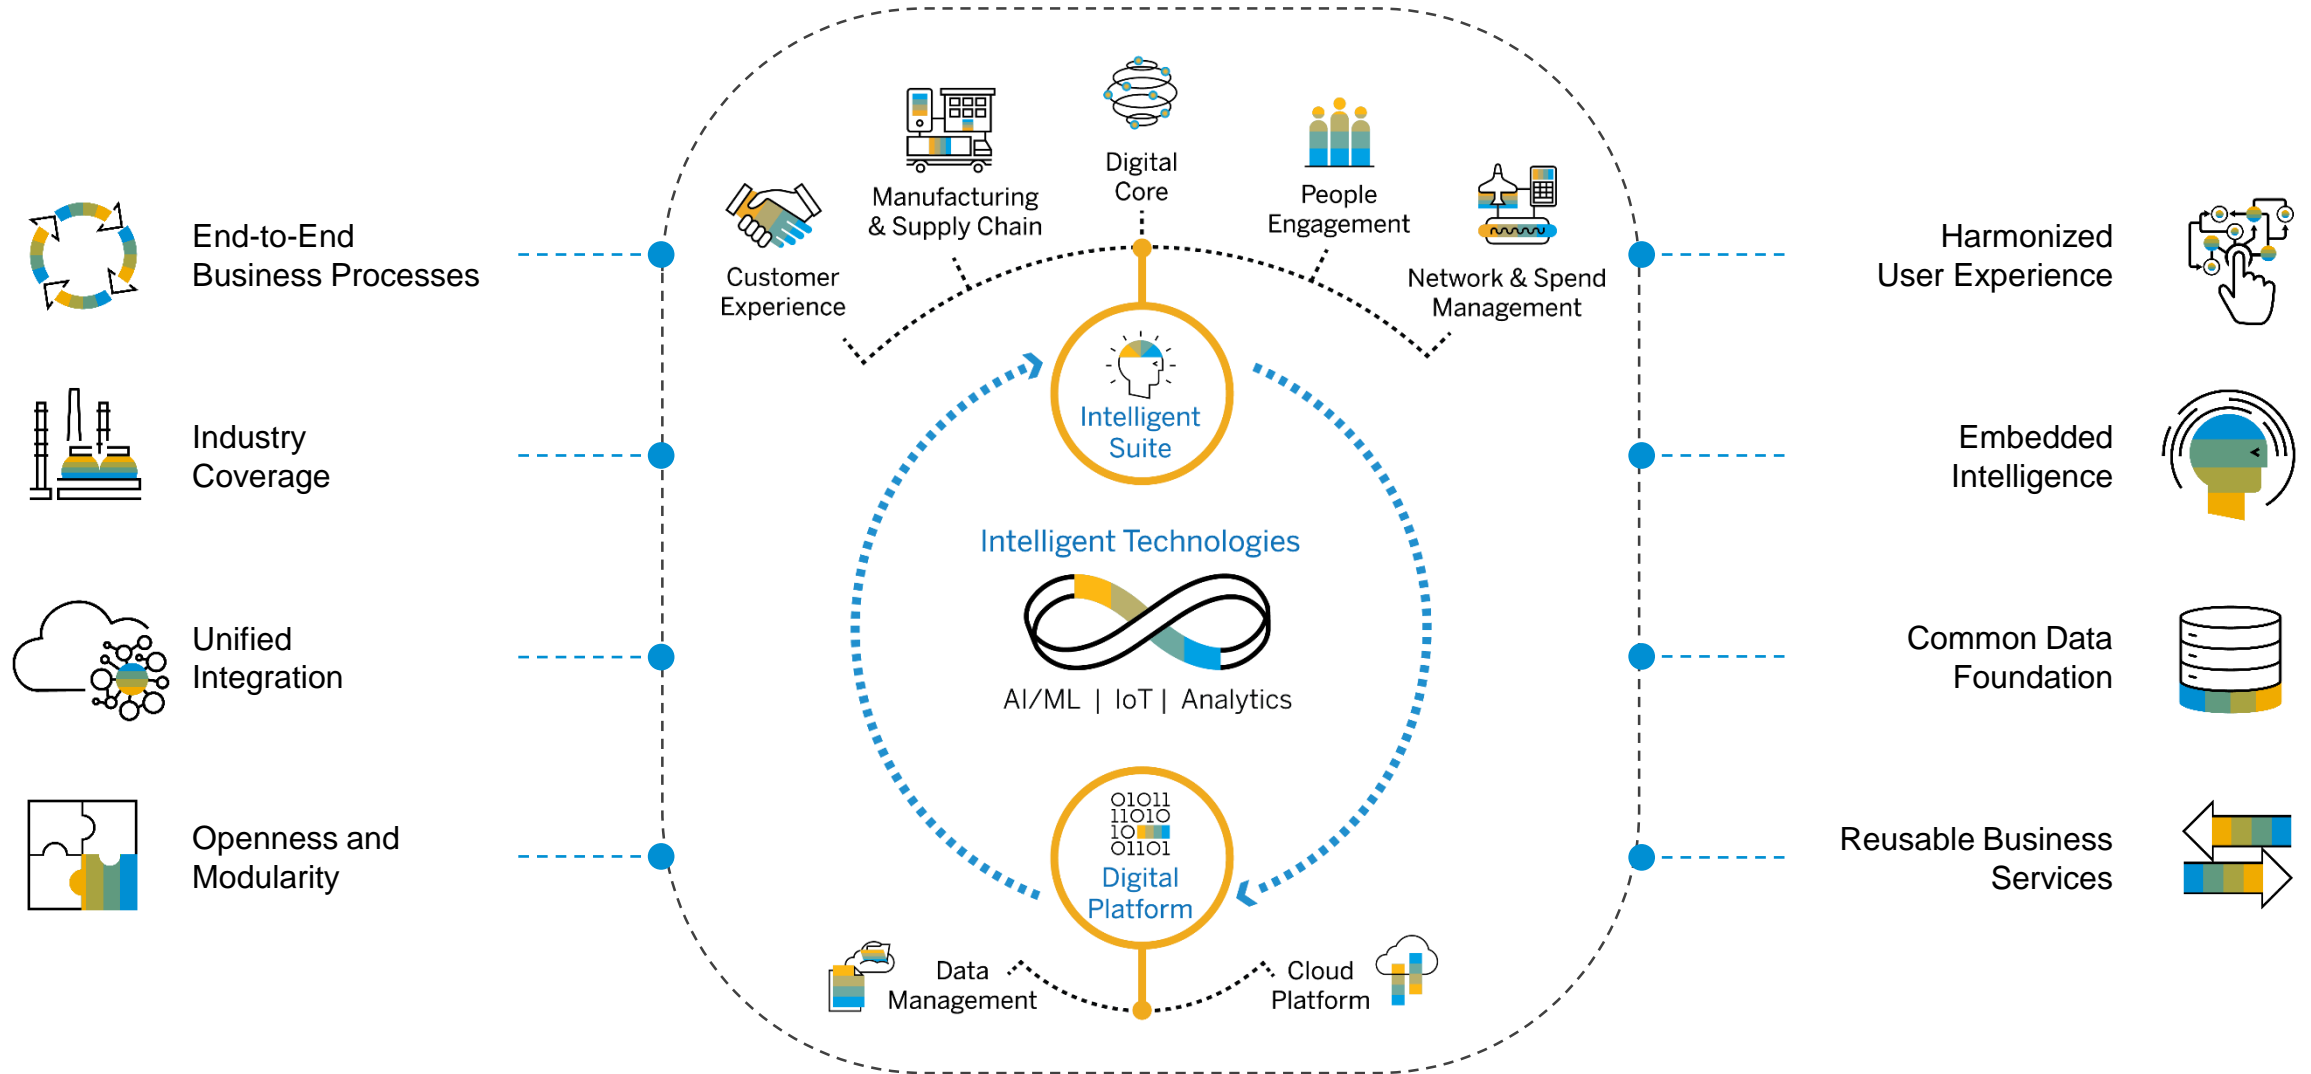 End-to-End
Business Processes
Industry
Coverage
Unified
Integration
Openness and
Modularity
Customer
Experience
Manufacturing
& Supply Chain
Digital
Core
People
Engagement
Network & Spend
Management
Intelligent
Suite
Intelligent Technologies
AI/ML | IoT | Analytics
01011
11010
10
01101
Digital
Platform
Data
Management
Cloud
Platform
Harmonized
User Experience
Embedded
Intelligence
Common Data
Foundation
Reusable Business
Services